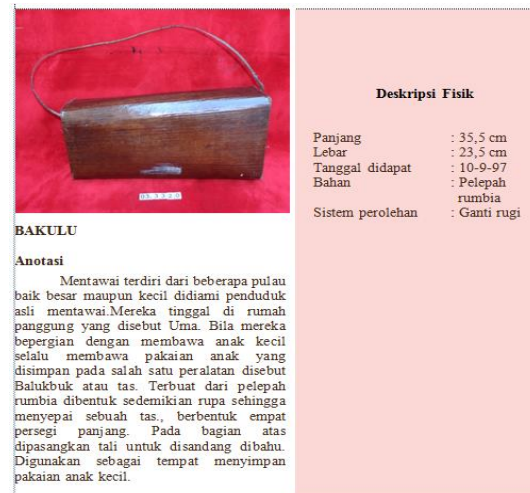 BAKULU
Anotasi
Mentawai terdiri dari beberapa pulau
baik besar maupun kecil didiami penduduk
asli mentawai.Mereka tinggal di rumah
panggung yang disebut Uma. Bila mereka
bepergian dengan membawa anak kecil
selalu membawa pakaian anak yang
disimpan pada salah satu peralatan disebut
Balukbuk atau tas. Terbuat dari pelepah
rumbia dibentuk sedemikian rupa sehingga
menyepai sebuah tas., berbentuk empat
persegi panjang. Pada bagian atas
dipasangkan tali untuk disandang dibahu.
Digunakan sebagai tempat menyimpan
pakaian anak kecil.
Deskripsi Fisik
Panjang : 35,5 cm
Lebar : 23,5 cm
Tanggal didapat : 10-9-97
Bahan : Pelepah
rumbia
Sistem perolehan : Ganti rugi